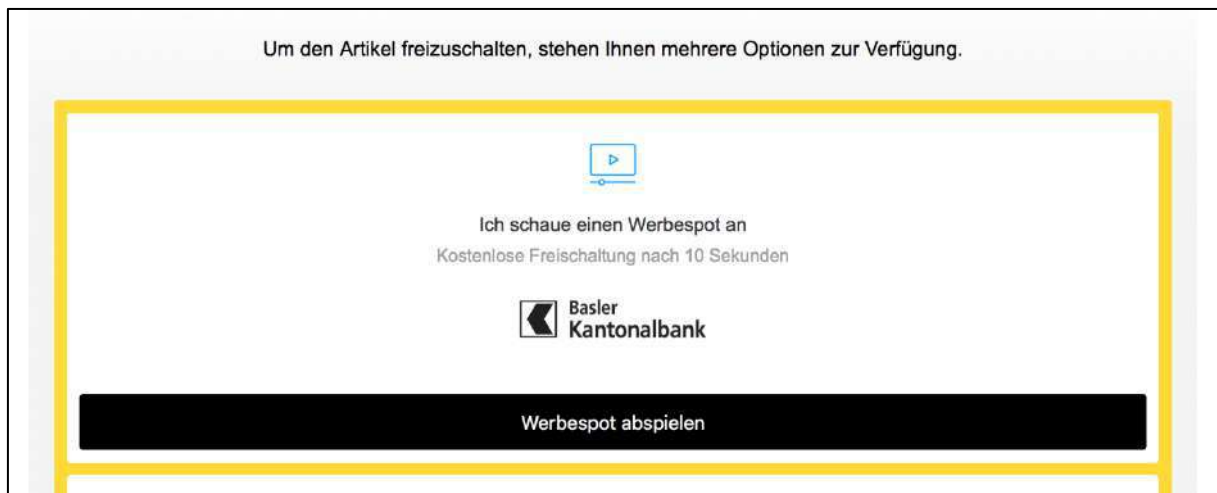 Um den Artikel freizuschalten, stehen Ihnen mehrere Optionen zur Verfügung.
Ich schaue einen Werbespot an
Kostenlose Freischaltung nach 10 Sekunden
Basler
Kantonalbank
Werbespot abspielen